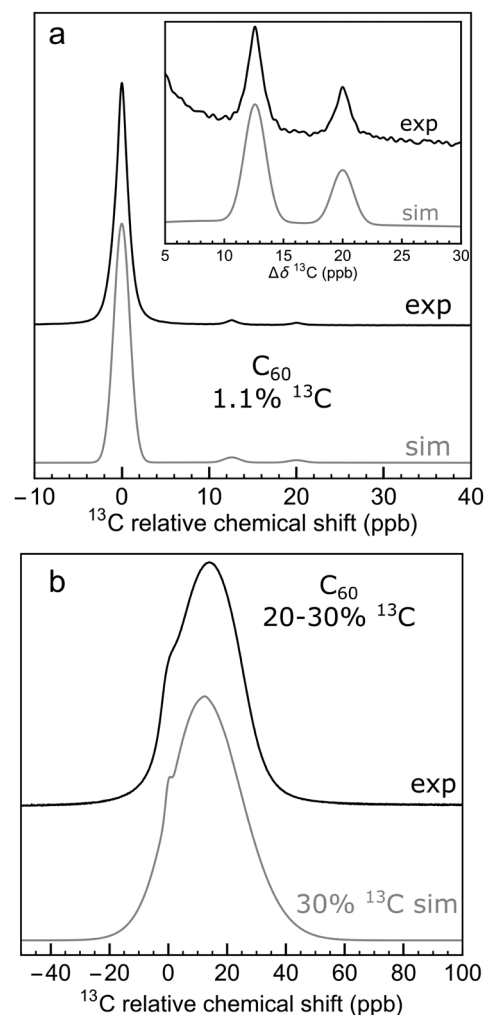 a
exp
sim
5 10 15 20 25 30
Δδ ¹³C (ppb)
exp
C₆₀
1.1% ¹³C
sim
−10 0 10 20 30 40
¹³C relative chemical shift (ppb)
b
C₆₀
20-30% ¹³C
exp
30% ¹³C sim
−40 −20 0 20 40 60 80 100
¹³C relative chemical shift (ppb)